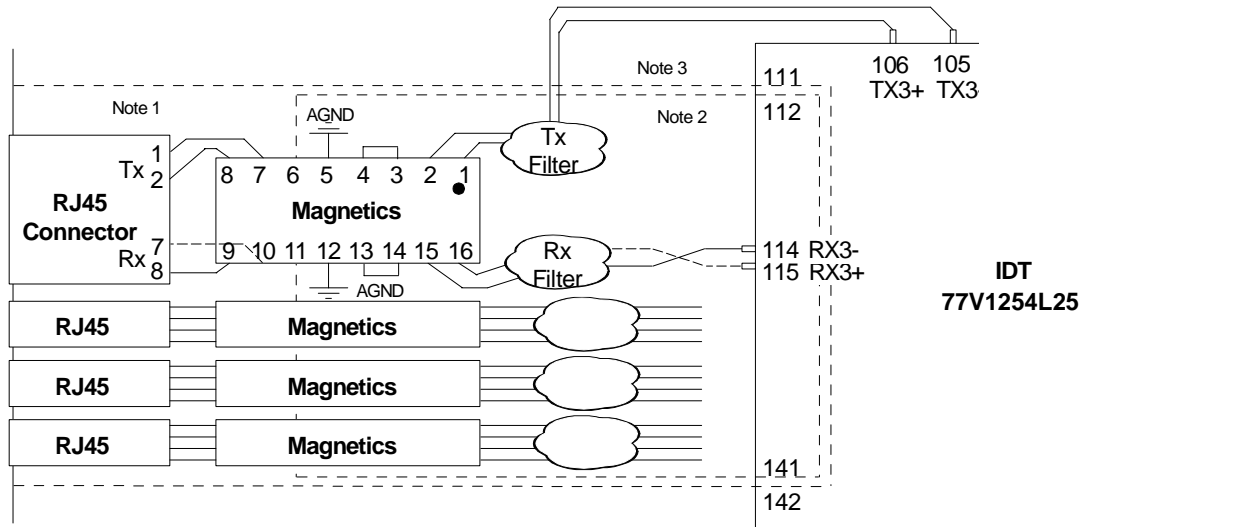 Note 3
111
106 105
TX3+ TX3
Note 1
AGND
Note 2
112
Tx
Filter
1
Tx 2
8 7 6 5 4 3 2 1
RJ45
Connector
Magnetics
7
Rx 8
9 10 11 12 13 14 15 16
Rx
Filter
114 RX3-
115 RX3+
AGND
IDT
77V1254L25
RJ45 Magnetics
RJ45 Magnetics
RJ45 Magnetics
141
142